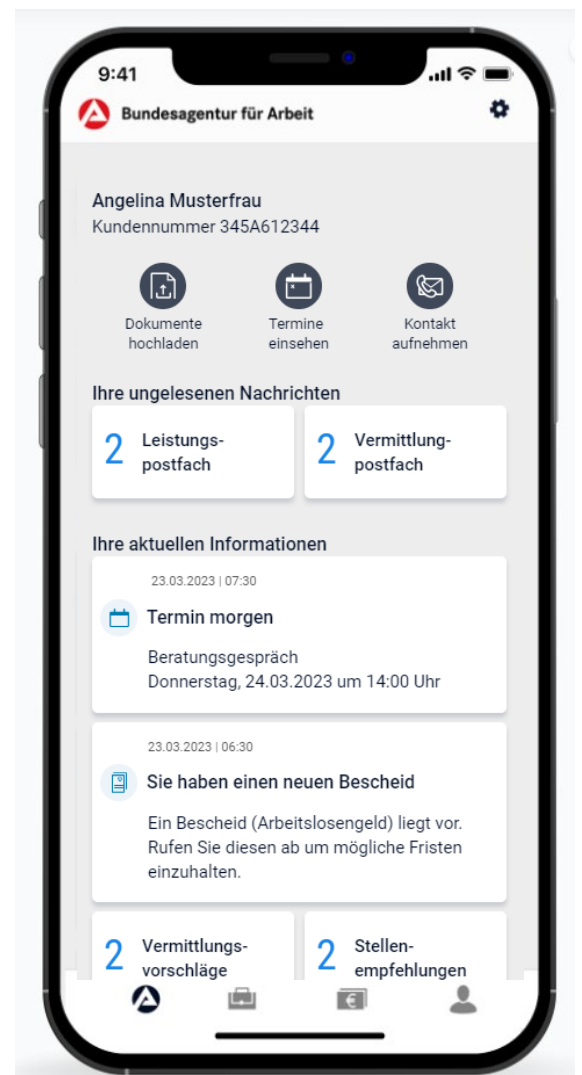 9:41
Bundesagentur für Arbeit
Angelina Musterfrau
Kundennummer 345A612344
Dokumente
hochladen
Termine
einsehen
Kontakt
aufnehmen
Ihre ungelesenen Nachrichten
2
Leistungs-
postfach
2
Vermittlung-
postfach
Ihre aktuellen Informationen
23.03.2023 | 07:30
Termin morgen
Beratungsgespräch
Donnerstag, 24.03.2023 um 14:00 Uhr
23.03.2023 | 06:30
Sie haben einen neuen Bescheid
Ein Bescheid (Arbeitslosengeld) liegt vor.
Rufen Sie diesen ab um mögliche Fristen
einzuhalten.
2
Vermittlungs-
vorschläge
2
Stellen-
empfehlungen
€